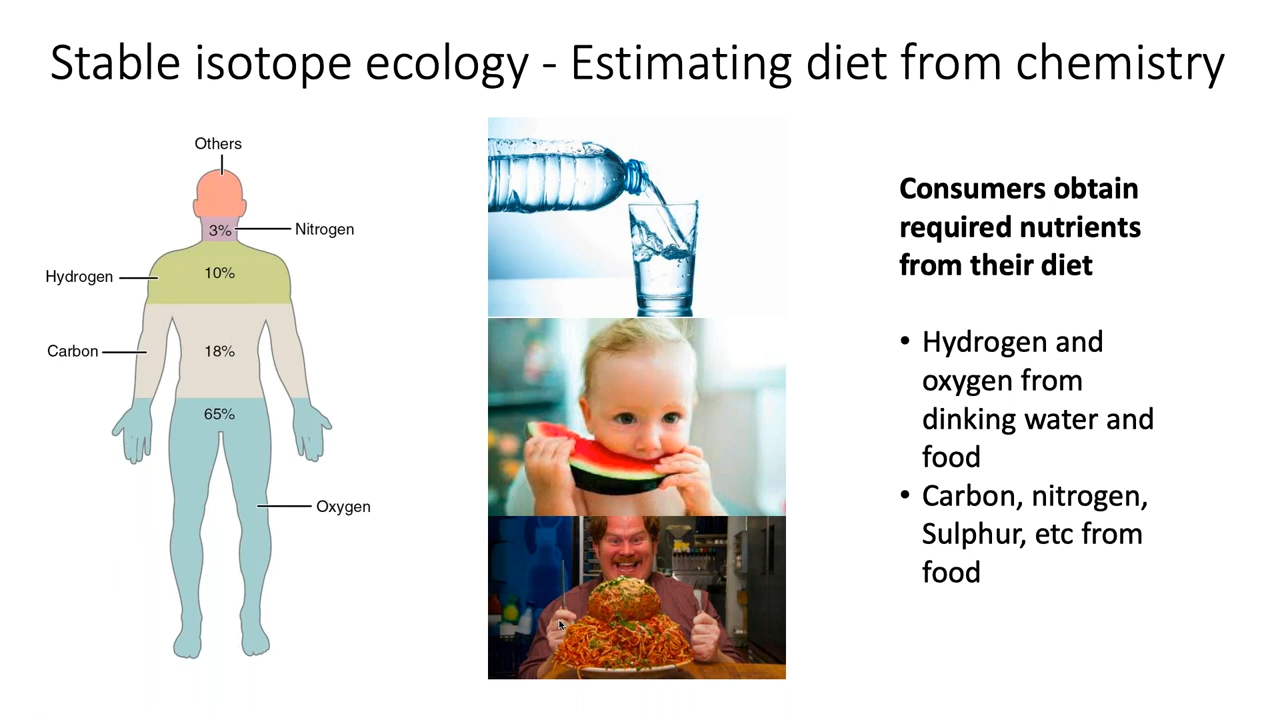 Stable isotope ecology - Estimating diet from chemistry
Others
3%
Nitrogen
Hydrogen
10%
Carbon
18%
65%
Oxygen
Consumers obtain
required nutrients
from their diet
• Hydrogen and
oxygen from
dinking water and
food
• Carbon, nitrogen,
Sulphur, etc from
food